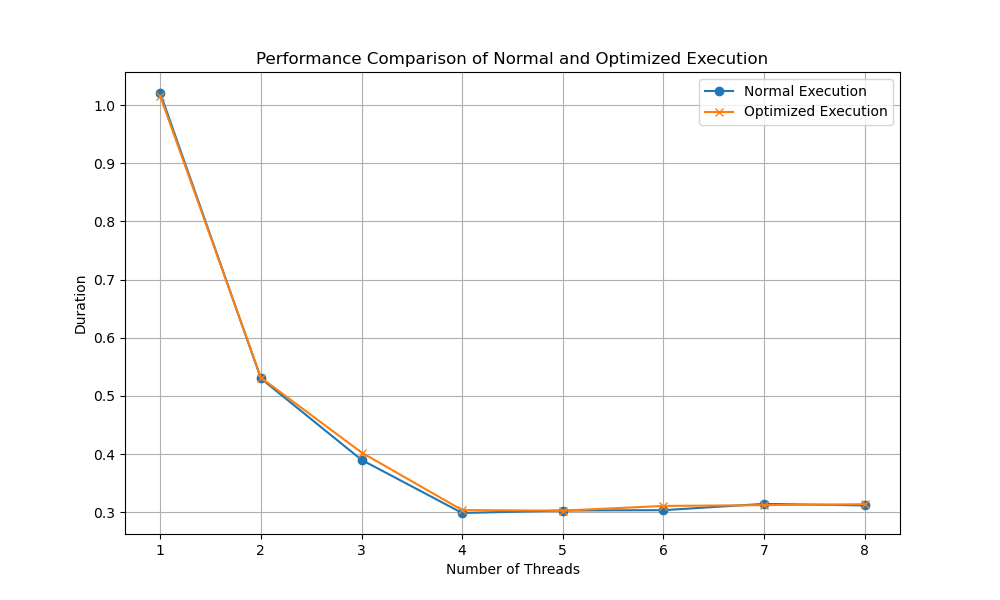 Performance Comparison of Normal and Optimized Execution
Normal Execution
Optimized Execution
1.0
0.9
0.8
0.7
0.6
0.5
0.4
0.3
Duration
1 2 3 4 5 6 7 8
Number of Threads